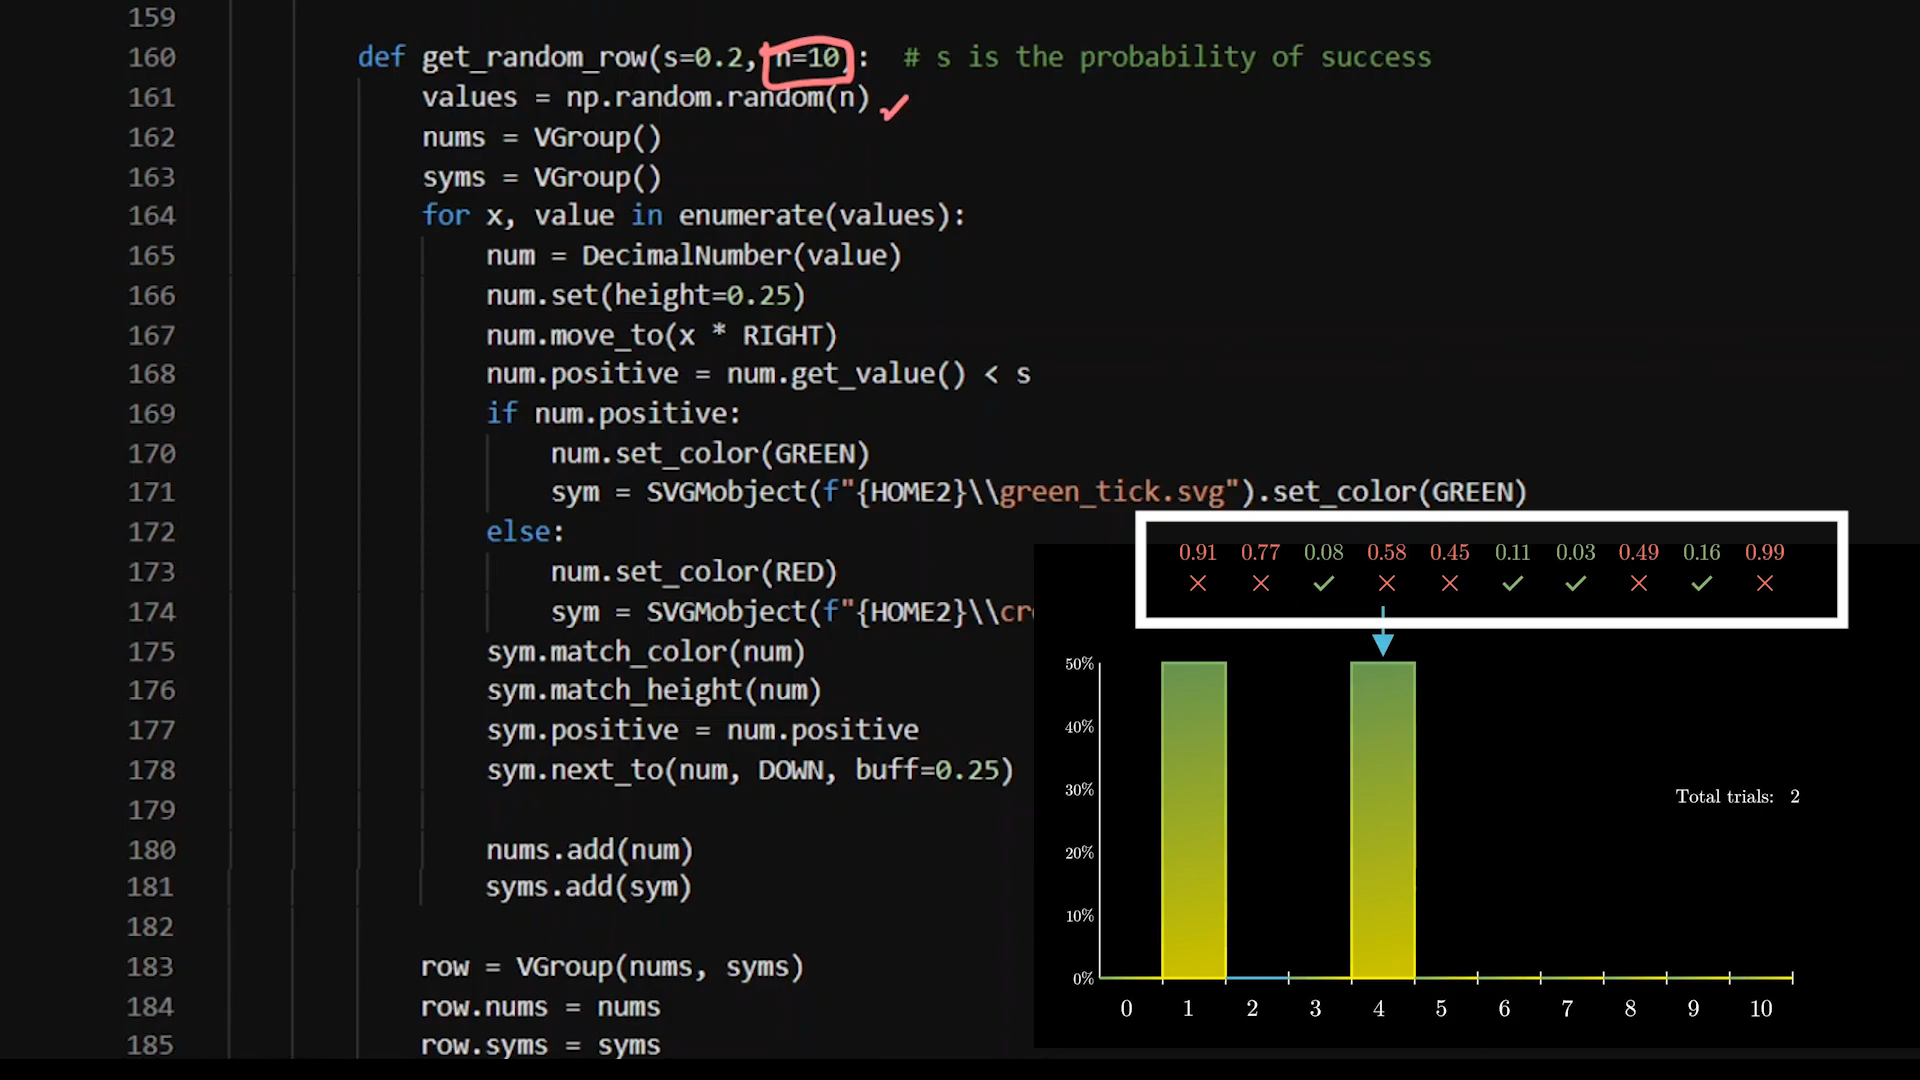 159
160 def get_random_row(s=0.2, n=10): # s is the probability of success
161 values = np.random.random(n)
162 nums = VGroup()
163 syms = VGroup()
164 for x, value in enumerate(values):
165 num = DecimalNumber(value)
166 num.set(height=0.25)
167 num.move_to(x * RIGHT)
168 num.positive = num.get_value() < s
169 if num.positive:
170 num.set_color(GREEN)
171 sym = SVGMobject(f"{HOME2}\\green_tick.svg").set_color(GREEN)
172 else:
173 num.set_color(RED)
174 sym = SVGMobject(f"{HOME2}\\cr
175 sym.match_color(num)
176 sym.match_height(num)
177 sym.positive = num.positive
178 sym.next_to(num, DOWN, buff=0.25)
179
180 nums.add(num)
181 syms.add(sym)
182
183 row = VGroup(nums, syms)
184 row.nums = nums
185 row.syms = syms
0.91 0.77 0.08 0.58 0.45 0.11 0.03 0.49 0.16 0.99
50%
40%
30%
Total trials: 2
20%
10%
0%
0 1 2 3 4 5 6 7 8 9 10